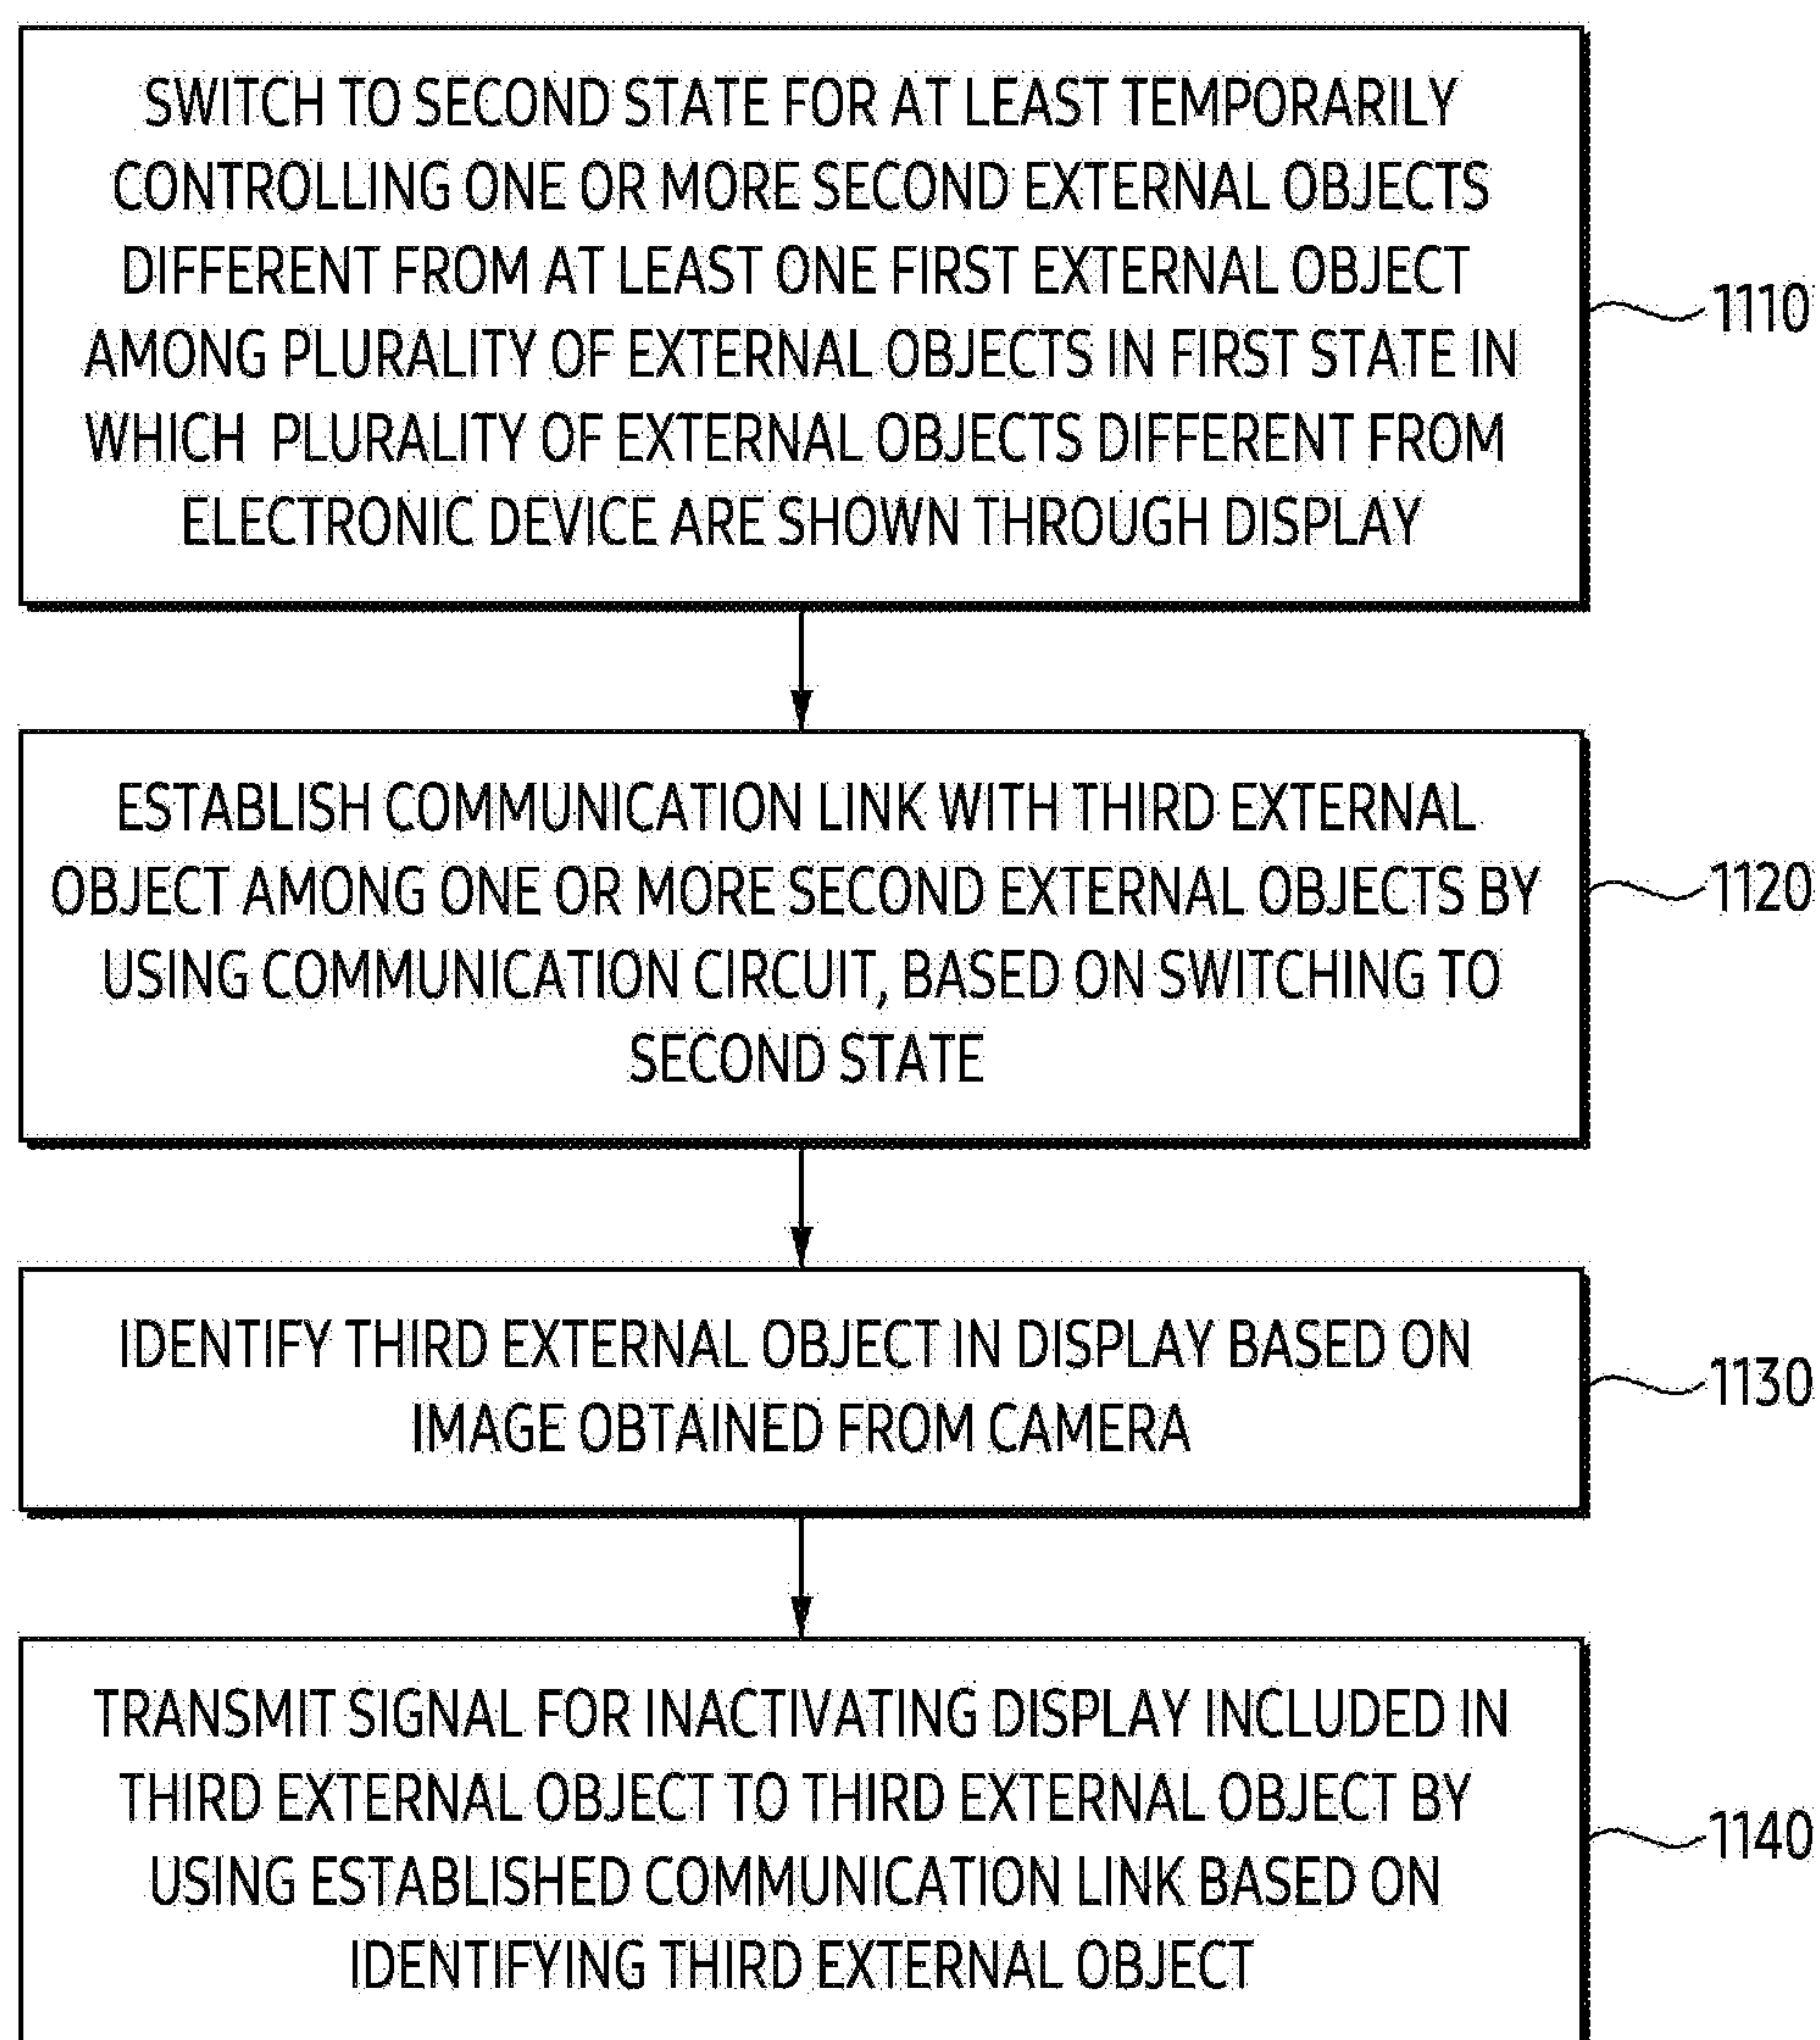 SWITCH TO SECOND STATE FOR AT LEAST TEMPORARILY
CONTROLLING ONE OR MORE SECOND EXTERNAL OBJECTS
DIFFERENT FROM AT LEAST ONE FIRST EXTERNAL OBJECT
AMONG PLURALITY OF EXTERNAL OBJECTS IN FIRST STATE IN
WHICH PLURALITY OF EXTERNAL OBJECTS DIFFERENT FROM
ELECTRONIC DEVICE ARE SHOWN THROUGH DISPLAY
1110
ESTABLISH COMMUNICATION LINK WITH THIRD EXTERNAL
OBJECT AMONG ONE OR MORE SECOND EXTERNAL OBJECTS BY
USING COMMUNICATION CIRCUIT, BASED ON SWITCHING TO
SECOND STATE
1120
IDENTIFY THIRD EXTERNAL OBJECT IN DISPLAY BASED ON
IMAGE OBTAINED FROM CAMERA
1130
TRANSMIT SIGNAL FOR INACTIVATING DISPLAY INCLUDED IN
THIRD EXTERNAL OBJECT TO THIRD EXTERNAL OBJECT BY
USING ESTABLISHED COMMUNICATION LINK BASED ON
IDENTIFYING THIRD EXTERNAL OBJECT
1140